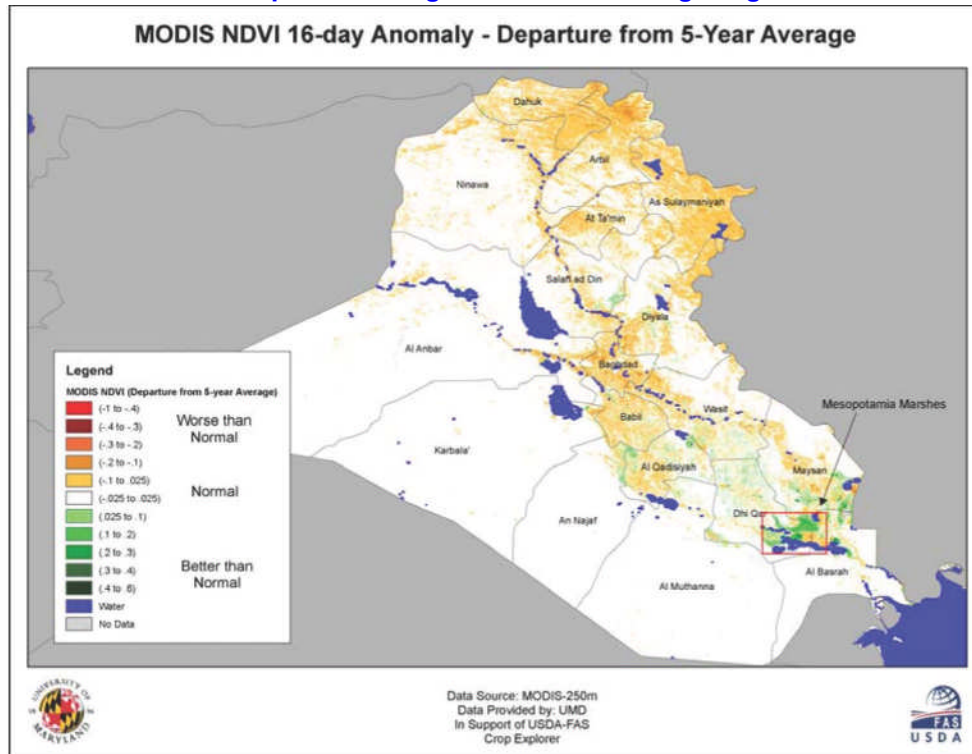 MODIS NDVI 16-day Anomaly - Departure from 5-Year Average
Dahuk
Arbil
Ninawa
As Sulaymaniyah
At Ta'min
Salah ad Din
Diyala
Al Anbar
Baghdad
Wasit
Mesopotamia Marshes
Babil
Karbala'
Al Qadisiyah
Maysan
Dhi Qar
An Najaf
Al Basrah
Al Muthanna
Legend
MODIS NDVI (Departure from 5-year Average)
(-1 to -.4)
Worse than
Normal
(-.4 to -.3)
(-.3 to -.2)
(-.2 to -.1)
(-.1 to .025)
Normal
(-.025 to .025)
(.025 to .1)
(.1 to .2)
(.2 to .3)
(.3 to .4)
Better than
Normal
(.4 to .6)
Water
No Data
UNIVERSITY OF
MARYLAND
Data Source: MODIS-250m
Data Provided by: UMD
In Support of USDA-FAS
Crop Explorer
FAS
USDA